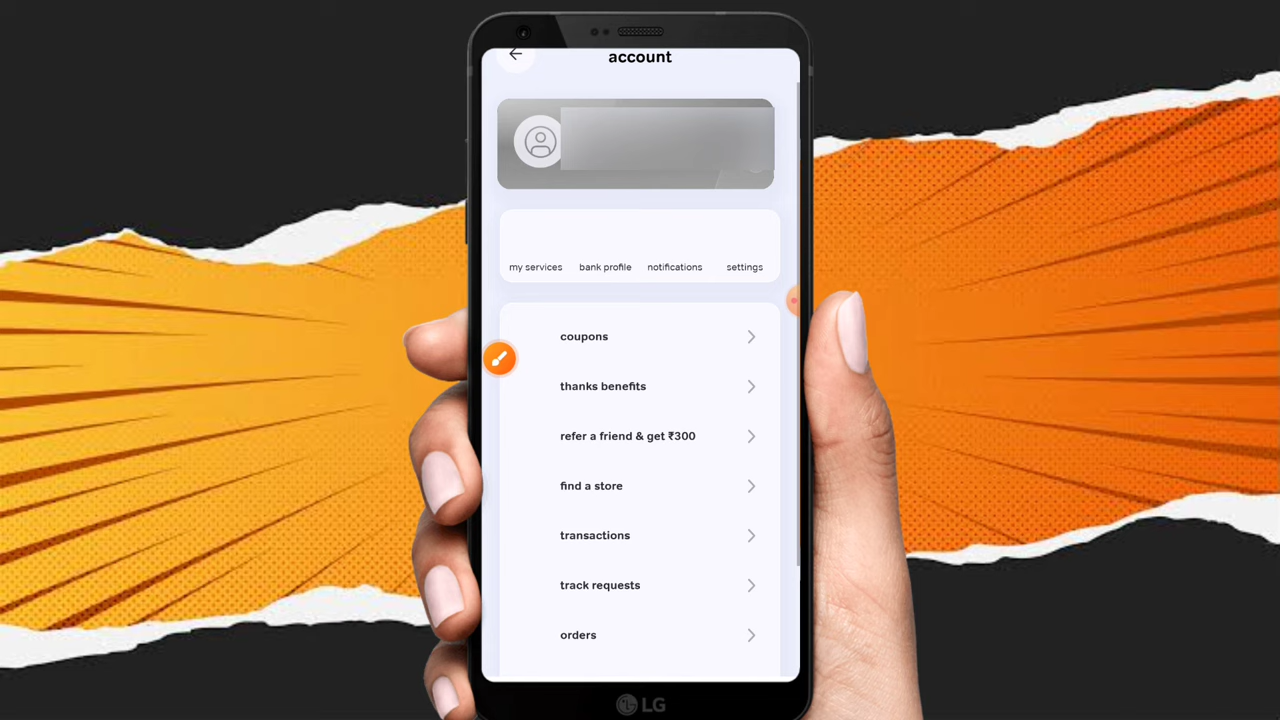 account
my services bank profile notifications settings
coupons
thanks benefits
refer a friend & get ₹300
find a store
transactions
track requests
orders
LG